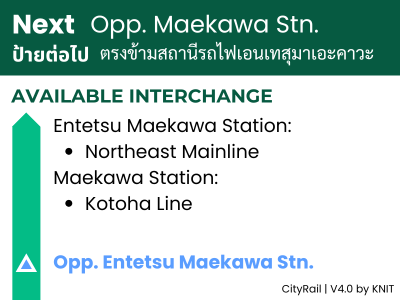 Next Opp. Maekawa Stn.
ป้ายต่อไป ตรงข้ามสถานีรถไฟเอนเทสุมาเอะคาวะ
AVAILABLE INTERCHANGE
Entetsu Maekawa Station:
• Northeast Mainline
Maekawa Station:
• Kotoha Line
Opp. Entetsu Maekawa Stn.
CityRail | V4.0 by KNIT